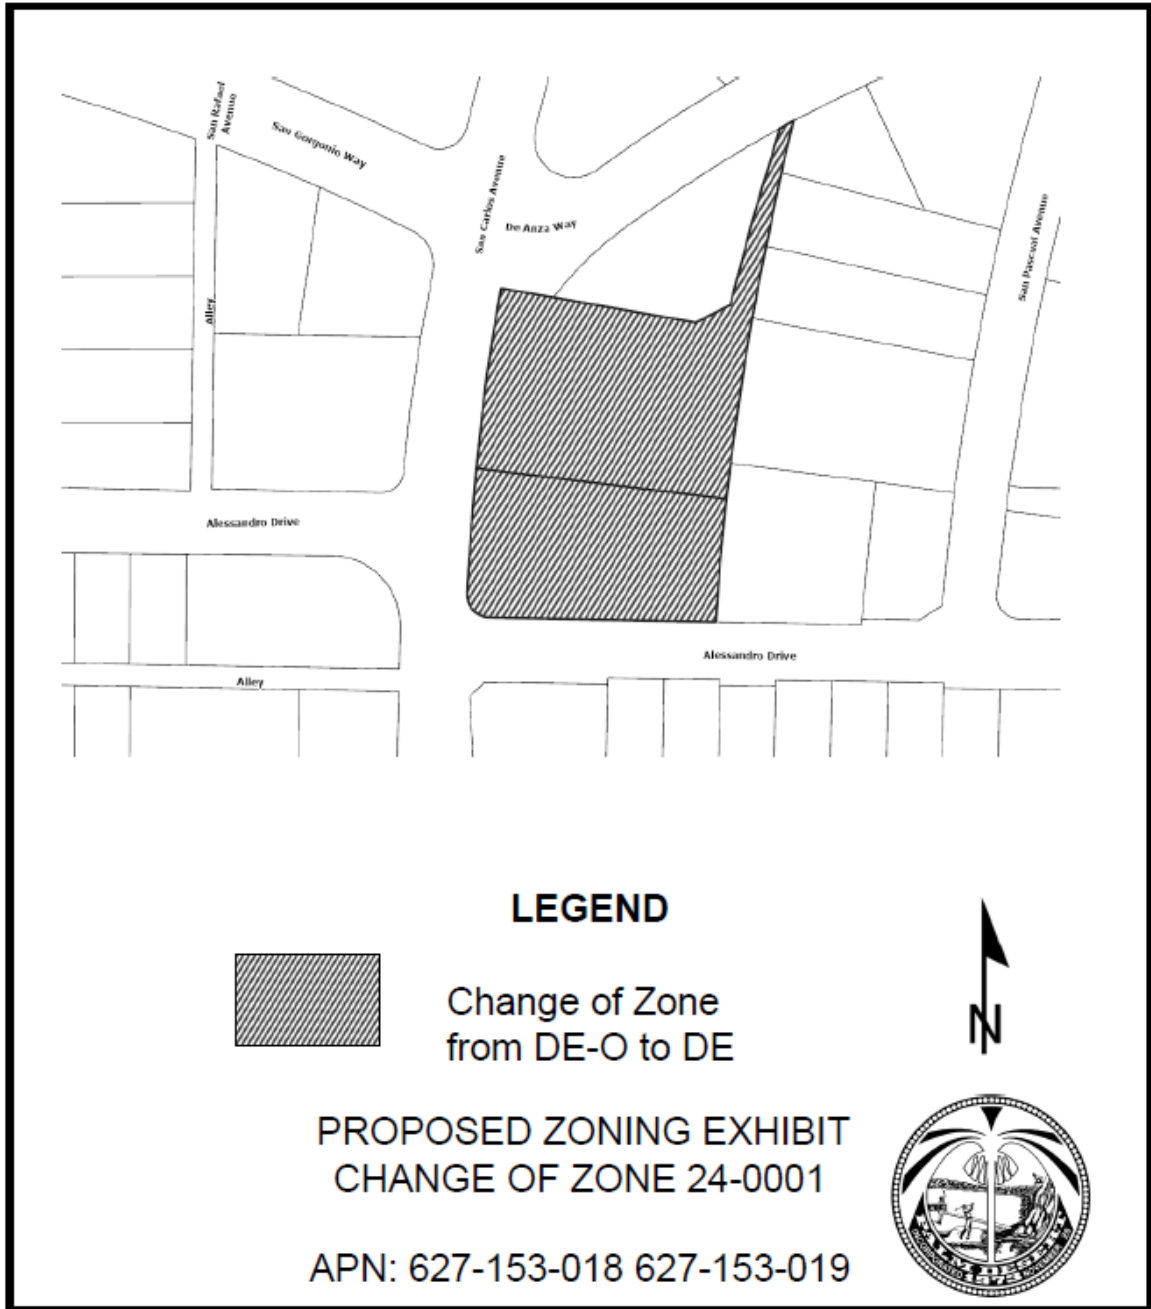 San Rafael
Avenue
San Gorgonio Way
San Carlos Avenue
De Anza Way
San Pascual Avenue
Alley
Alessandro Drive
Alessandro Drive
Alley
LEGEND
Change of Zone
from DE-O to DE
N
PROPOSED ZONING EXHIBIT
CHANGE OF ZONE 24-0001
APN: 627-153-018 627-153-019